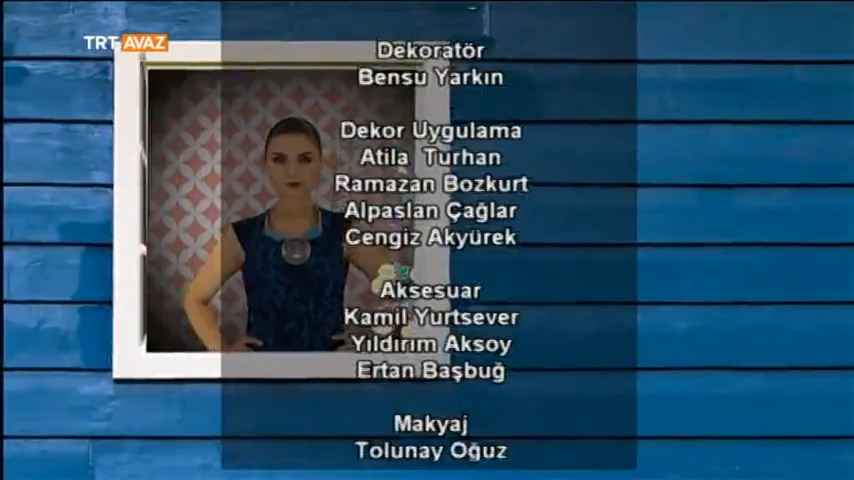 TRT AVAZ
Dekoratör
Bensu Yarkın
Dekor Uygulama
Atila Turhan
Ramazan Bozkurt
Alpaslan Çağlar
Cengiz Akyürek
Aksesuar
Kamil Yurtsever
Yıldırım Aksoy
Ertan Başbuğ
Makyaj
Tolunay Oğuz